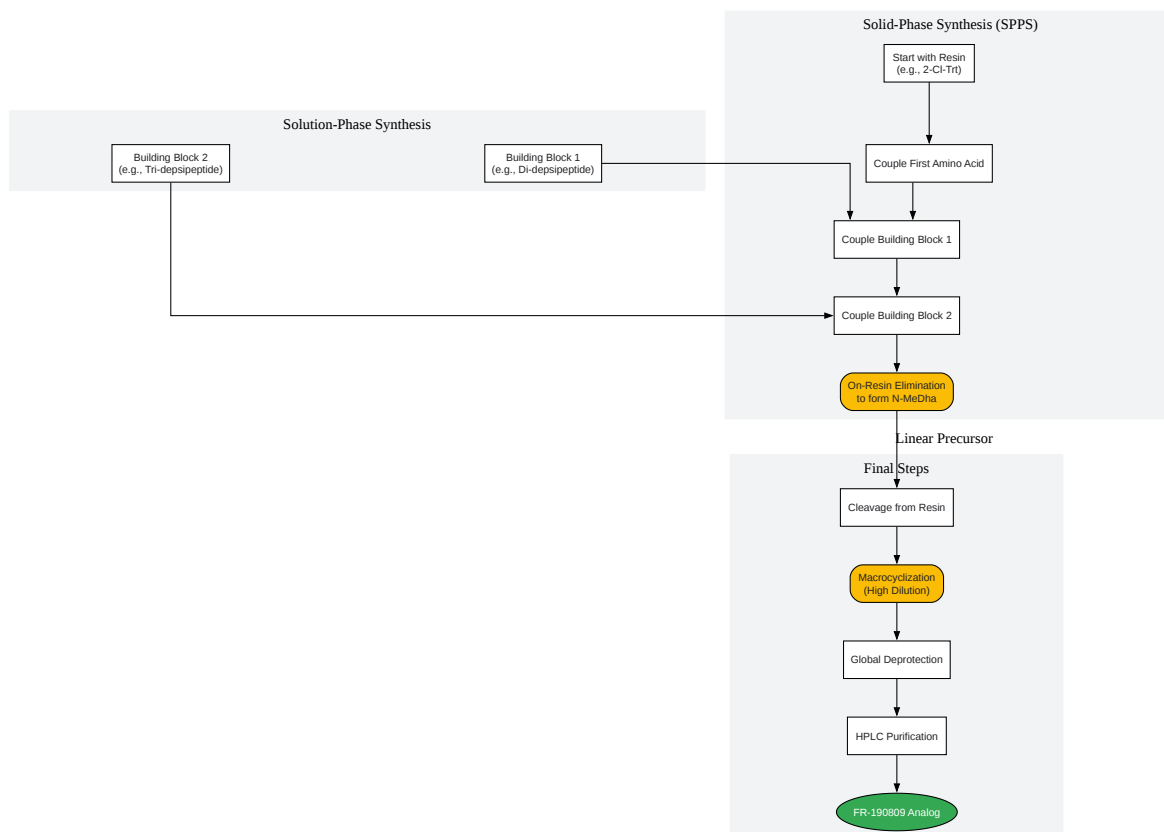 Solid-Phase Synthesis (SPPS)
Start with Resin
(e.g., 2-Cl-Trt)
Solution-Phase Synthesis
Building Block 2
(e.g., Tri-depsipeptide)
Building Block 1
(e.g., Di-depsipeptide)
Couple First Amino Acid
Couple Building Block 1
Couple Building Block 2
On-Resin Elimination
to form N-MeDha
Linear Precursor
Final Steps
Cleavage from Resin
Macrocyclization
(High Dilution)
Global Deprotection
HPLC Purification
FR-190809 Analog